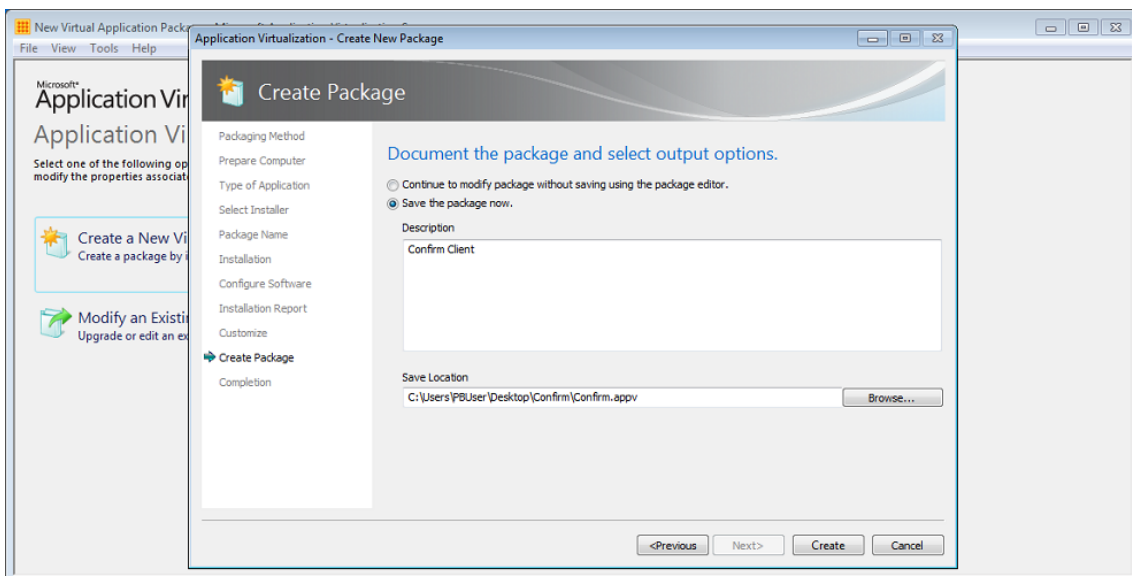 New Virtual Application Packa
File View Tools Help
Microsoft®
Application Vir
Application Vi
Select one of the following op
modify the properties associat
Create a New Vi
Create a package by i
Modify an Existi
Upgrade or edit an ex
Application Virtualization - Create New Package
Create Package
Packaging Method
Prepare Computer
Type of Application
Select Installer
Package Name
Installation
Configure Software
Installation Report
Customize
Create Package
Completion
Document the package and select output options.
Continue to modify package without saving using the package editor.
Save the package now.
Description
Confirm Client
Save Location
C:\Users\PBUser\Desktop\Confirm\Confirm.appv
Browse...
<Previous
Next>
Create
Cancel